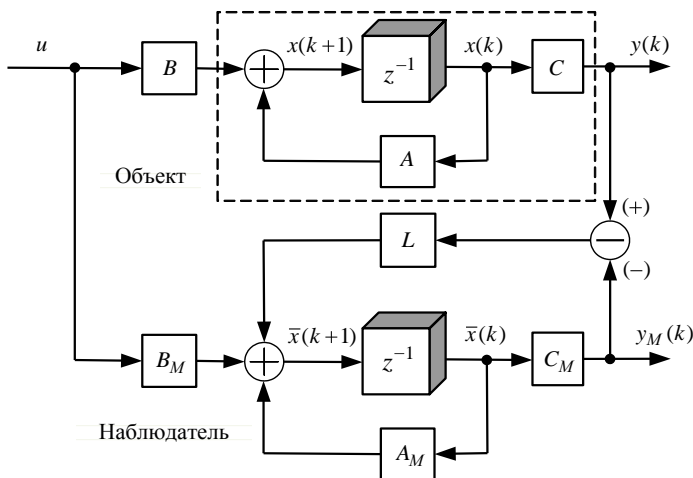 u
B
x(k+1)
z⁻¹
x(k)
C
y(k)
A
Объект
(+)
L
−
(−)
B_M
x̄(k+1)
z⁻¹
x̄(k)
C_M
y_M(k)
Наблюдатель
A_M